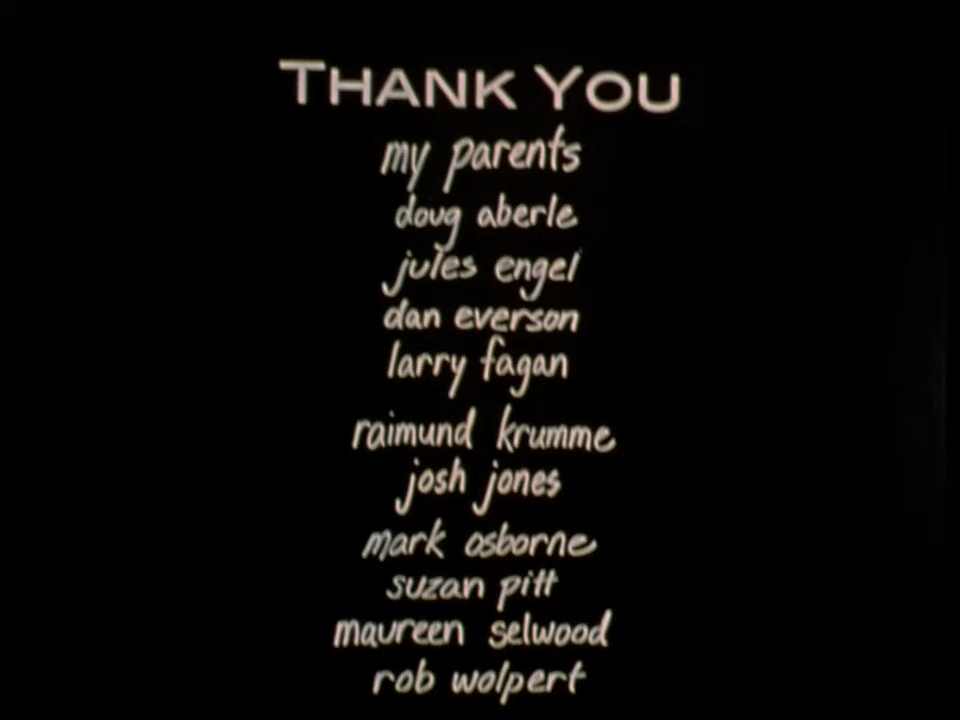 THANK YOU
my parents
doug aberle
jules engel
dan everson
larry fagan
raimund krumme
josh jones
mark osborne
suzan pitt
maureen selwood
rob wolpert